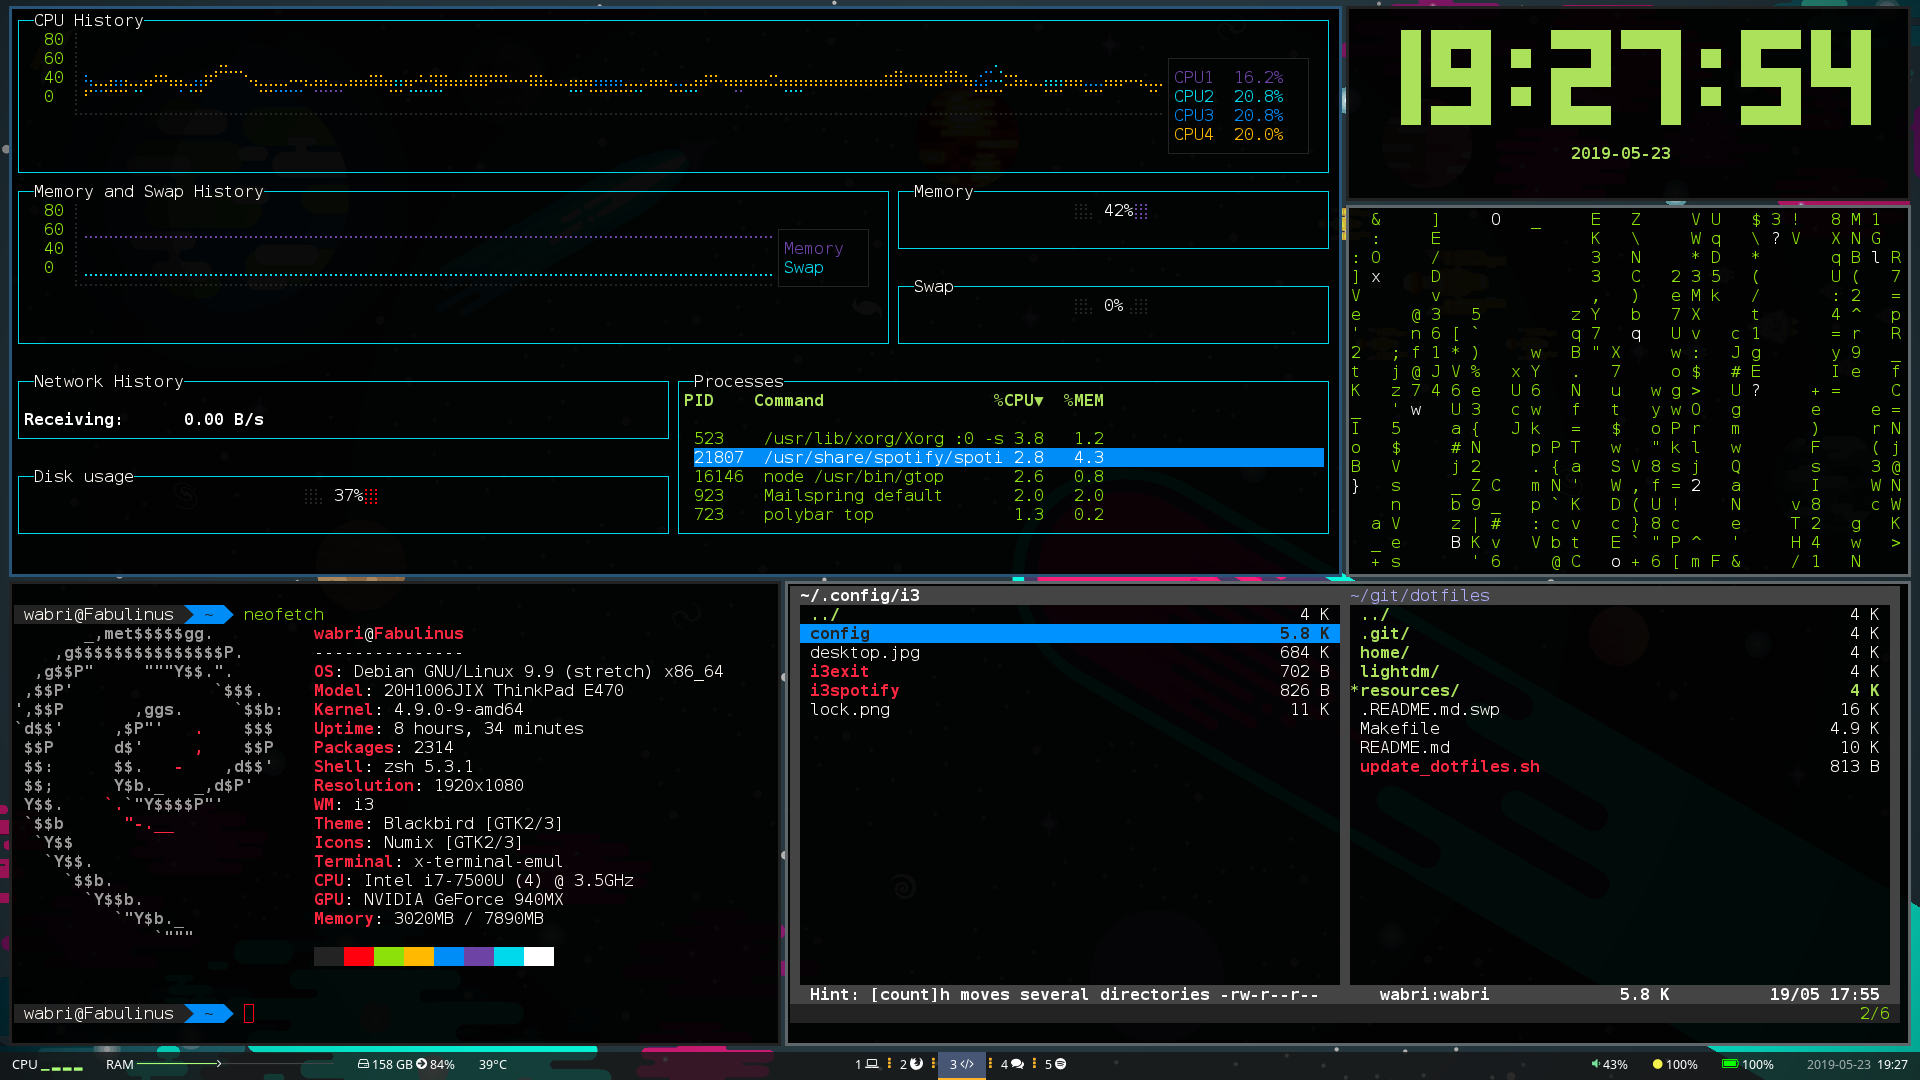 CPU History
80
60
40
0
CPU1 16.2%
CPU2 20.8%
CPU3 20.8%
CPU4 20.0%
19:27:54
2019-05-23
Memory and Swap History
80
60
40
0
Memory
Swap
Memory
42%
Swap
0%
Network History
Receiving: 0.00 B/s
Disk usage
37%
Processes
PID Command %CPU▼ %MEM
523 /usr/lib/xorg/Xorg :0 -s 3.8 1.2
21807 /usr/share/spotify/spoti 2.8 4.3
16146 node /usr/bin/gtop 2.6 0.8
923 Mailspring default 2.0 2.0
723 polybar top 1.3 0.2
wabri@Fabulinus ~ neofetch
wabri@Fabulinus
---------------
OS: Debian GNU/Linux 9.9 (stretch) x86_64
Model: 20H1006JIX ThinkPad E470
Kernel: 4.9.0-9-amd64
Uptime: 8 hours, 34 minutes
Packages: 2314
Shell: zsh 5.3.1
Resolution: 1920x1080
WM: i3
Theme: Blackbird [GTK2/3]
Icons: Numix [GTK2/3]
Terminal: x-terminal-emul
CPU: Intel i7-7500U (4) @ 3.5GHz
GPU: NVIDIA GeForce 940MX
Memory: 3020MB / 7890MB
wabri@Fabulinus ~
~/.config/i3
../ 4 K
config 5.8 K
desktop.jpg 684 K
i3exit 702 B
i3spotify 826 B
lock.png 11 K
~/git/dotfiles
../ 4 K
.git/ 4 K
home/ 4 K
lightdm/ 4 K
*resources/ 4 K
.README.md.swp 16 K
Makefile 4.9 K
README.md 10 K
update_dotfiles.sh 813 B
Hint: [count]h moves several directories -rw-r--r-- wabri:wabri 5.8 K 19/05 17:55
2/6
CPU RAM 158 GB 84% 39°C 1 2 3 4 5 43% 100% 100% 2019-05-23 19:27